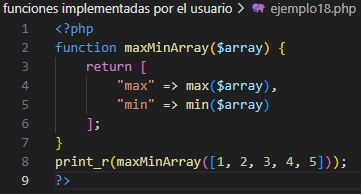 funciones implementadas por el usuario > ejemplo18.php
1 <?php
2 function maxMinArray($array) {
3 return [
4 "max" => max($array),
5 "min" => min($array)
6 ];
7 }
8 print_r(maxMinArray([1, 2, 3, 4, 5]));
9 ?>